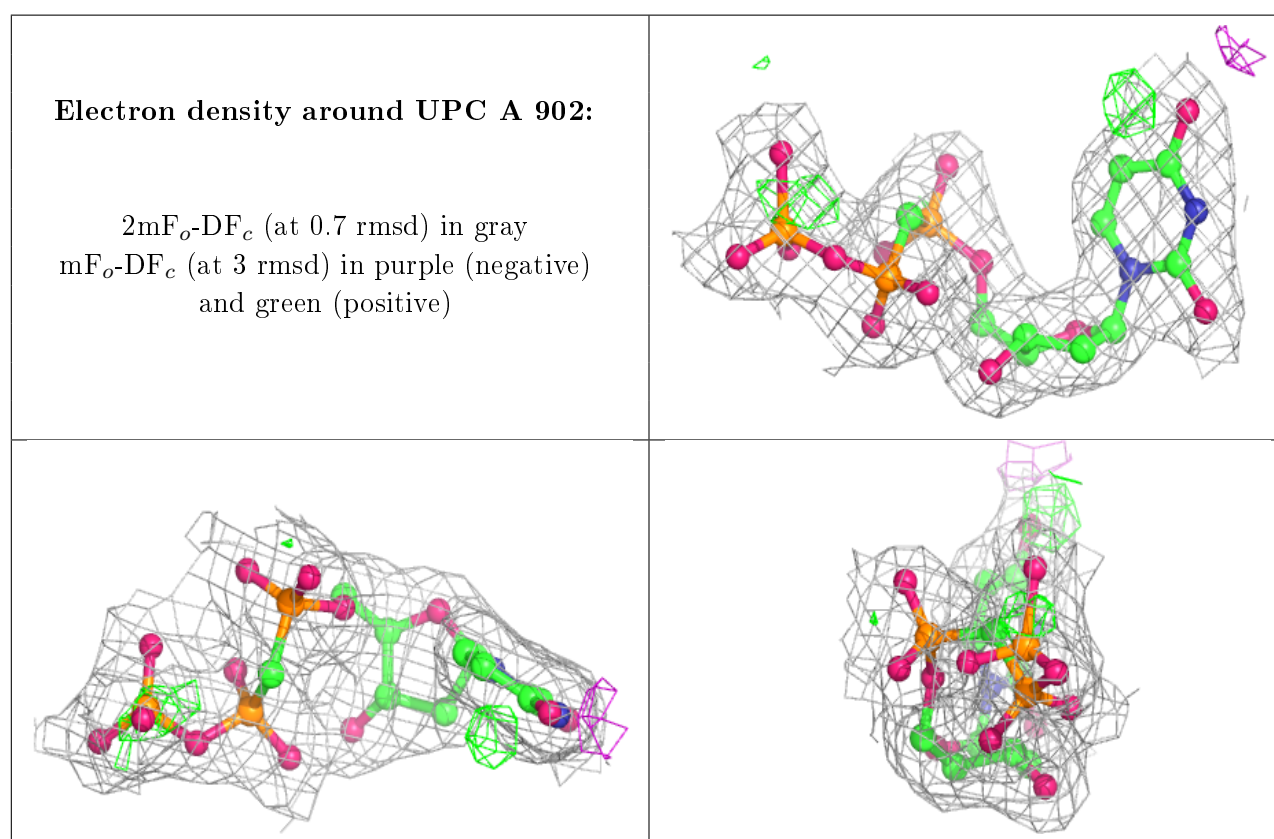 Electron density around UPC A 902:
2mFo-DFc (at 0.7 rmsd) in gray
mFo-DFc (at 3 rmsd) in purple (negative)
and green (positive)